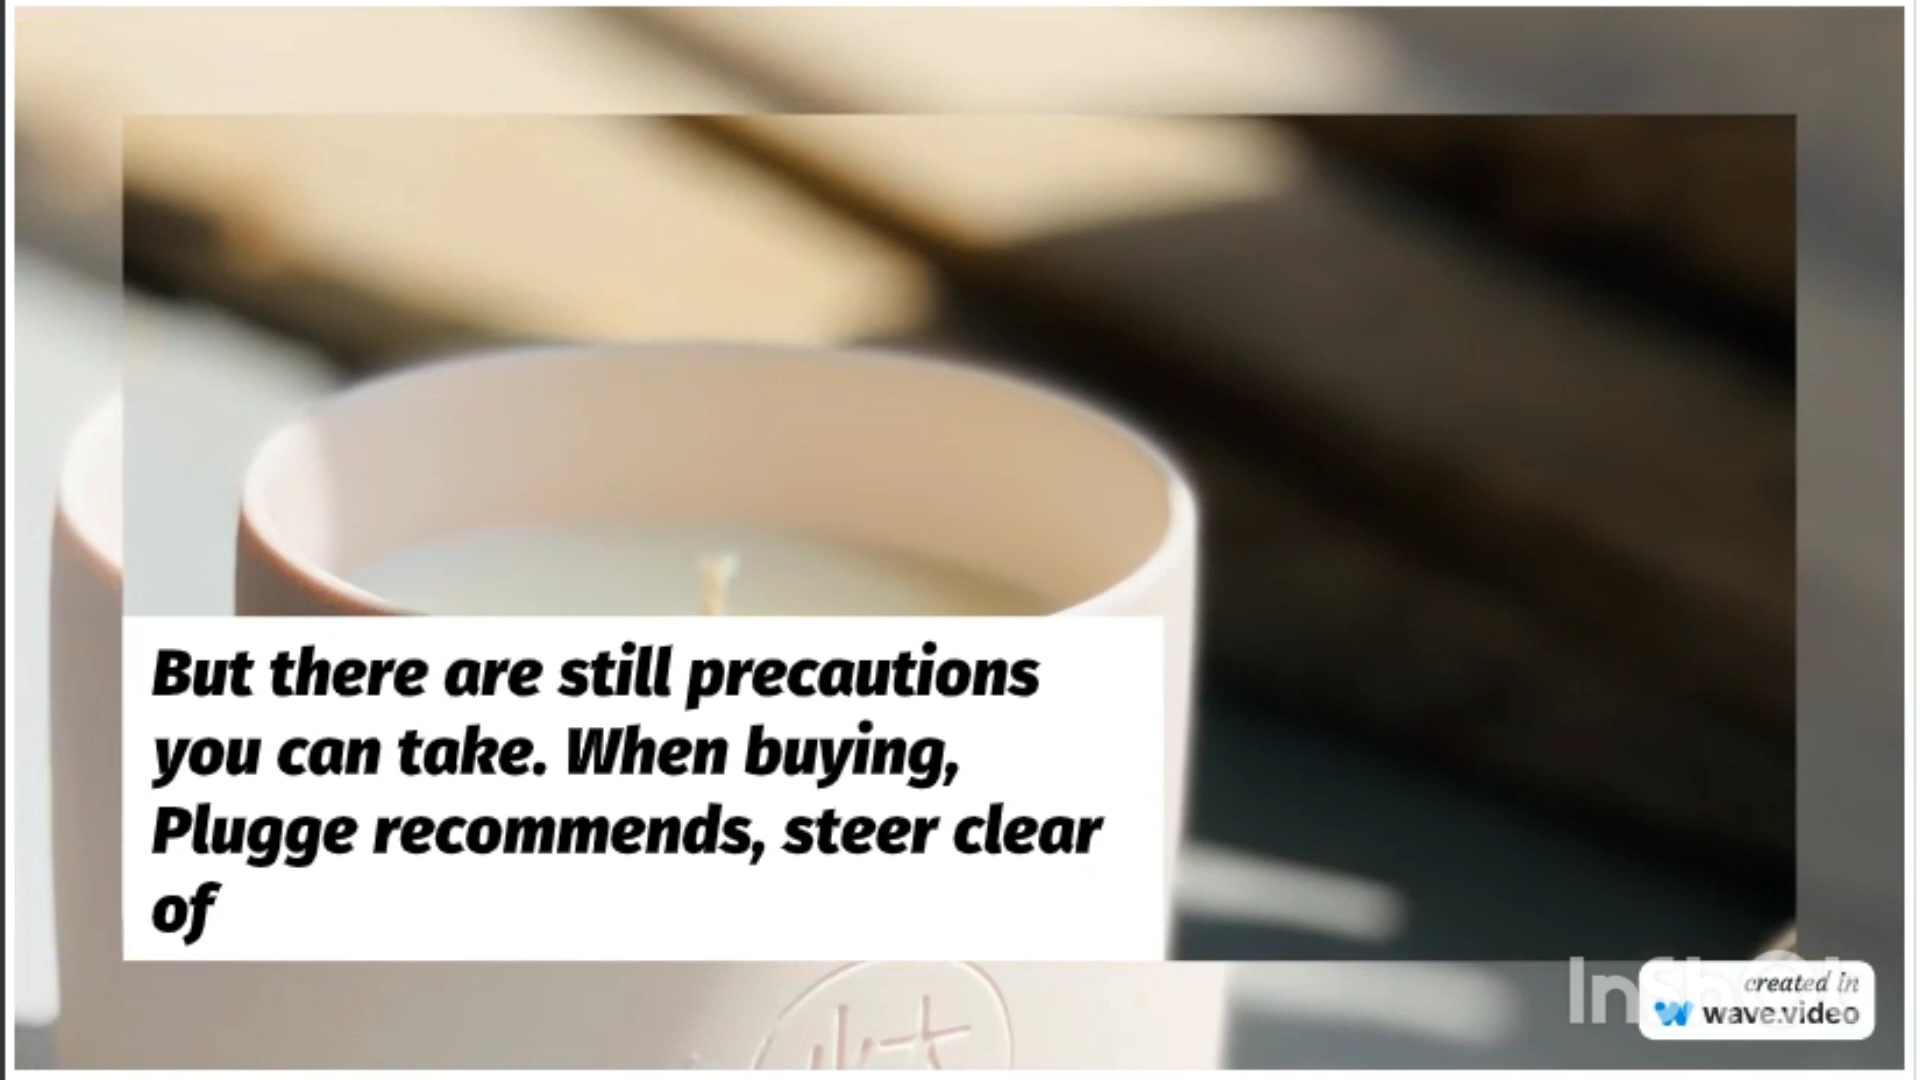 But there are still precautions
you can take. When buying,
Plugge recommends, steer clear
of
InShOt
created in
wave.video